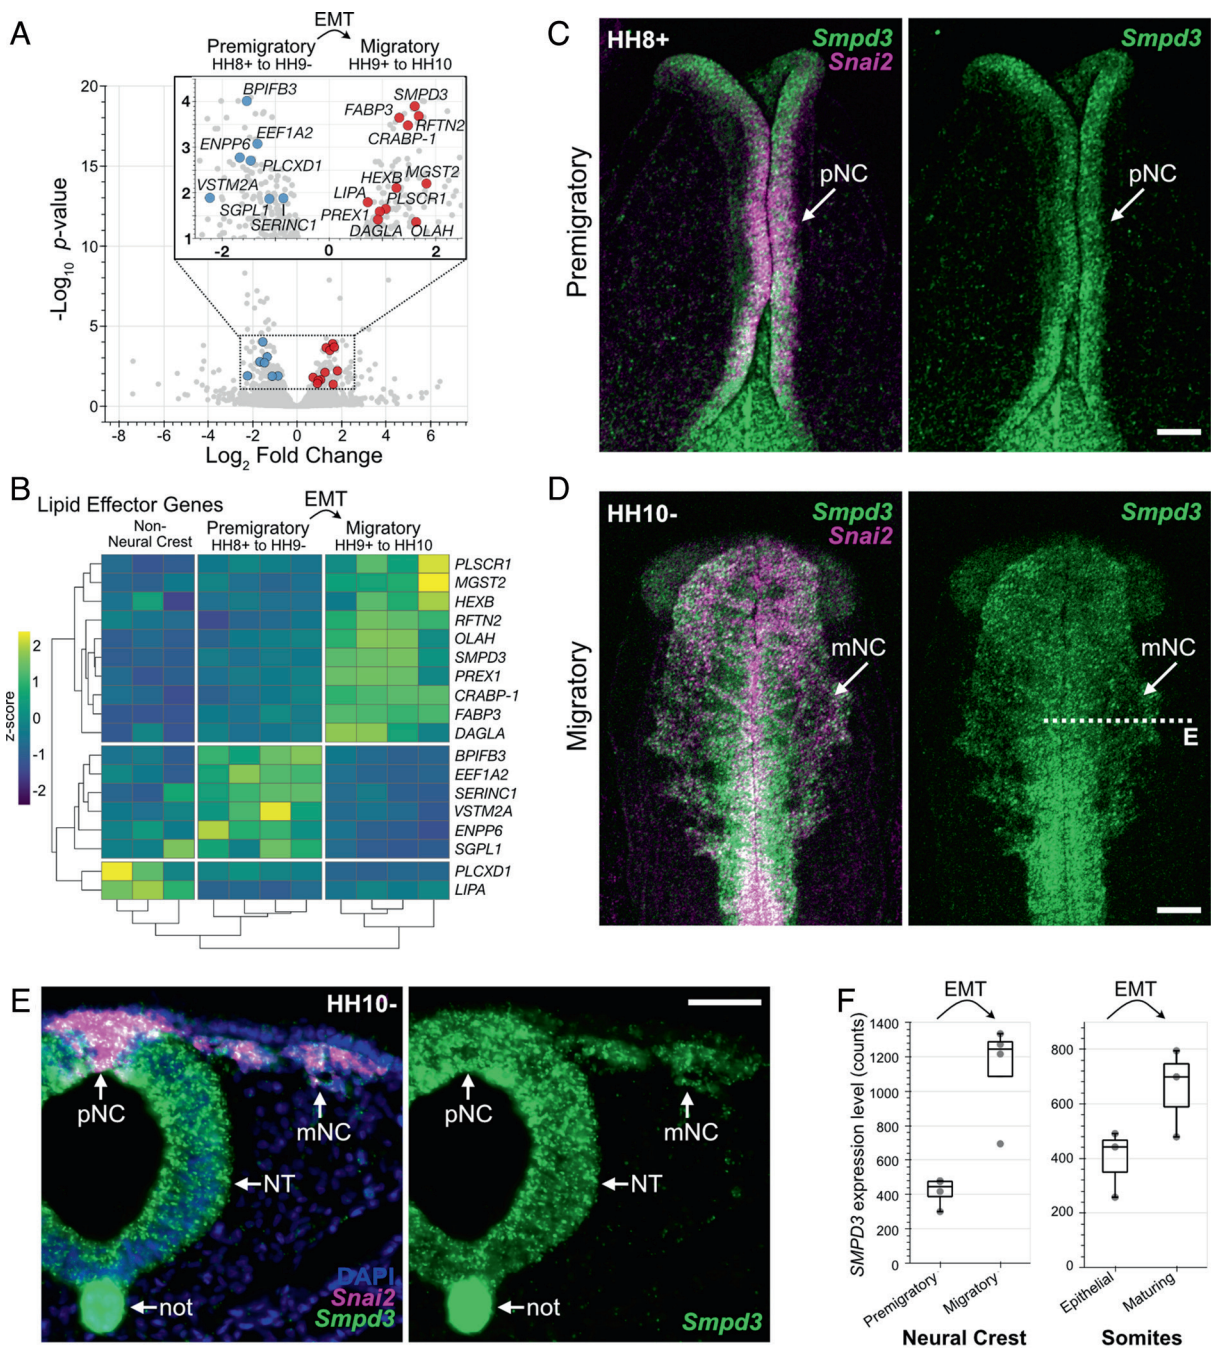 A
EMT
Premigratory
HH8+ to HH9-
Migratory
HH9+ to HH10
-Log10 p-value
20
15
10
5
0
-8
-6
-4
-2
0
2
4
6
Log2 Fold Change
4
3
2
1
-2
0
2
BPIFB3
EEF1A2
ENPP6
PLCXD1
VSTM2A
SGPL1
SERINC1
SMPD3
FABP3
RFTN2
CRABP-1
HEXB
MGST2
LIPA
PLSCR1
PREX1
DAGLA
OLAH
B
Lipid Effector Genes
EMT
Non-
Neural Crest
Premigratory
HH8+ to HH9-
Migratory
HH9+ to HH10
z-score
2
1
0
-1
-2
PLSCR1
MGST2
HEXB
RFTN2
OLAH
SMPD3
PREX1
CRABP-1
FABP3
DAGLA
BPIFB3
EEF1A2
SERINC1
VSTM2A
ENPP6
SGPL1
PLCXD1
LIPA
C
Premigratory
HH8+
Smpd3
Snai2
pNC
Smpd3
pNC
D
Migratory
HH10-
Smpd3
Snai2
mNC
Smpd3
mNC
E
E
HH10-
pNC
mNC
NT
not
DAPI
Snai2
Smpd3
pNC
mNC
NT
not
Smpd3
F
SMPD3 expression level (counts)
EMT
1400
1200
1000
800
600
400
200
0
Premigratory
Migratory
Neural Crest
EMT
800
600
400
200
0
Epithelial
Maturing
Somites